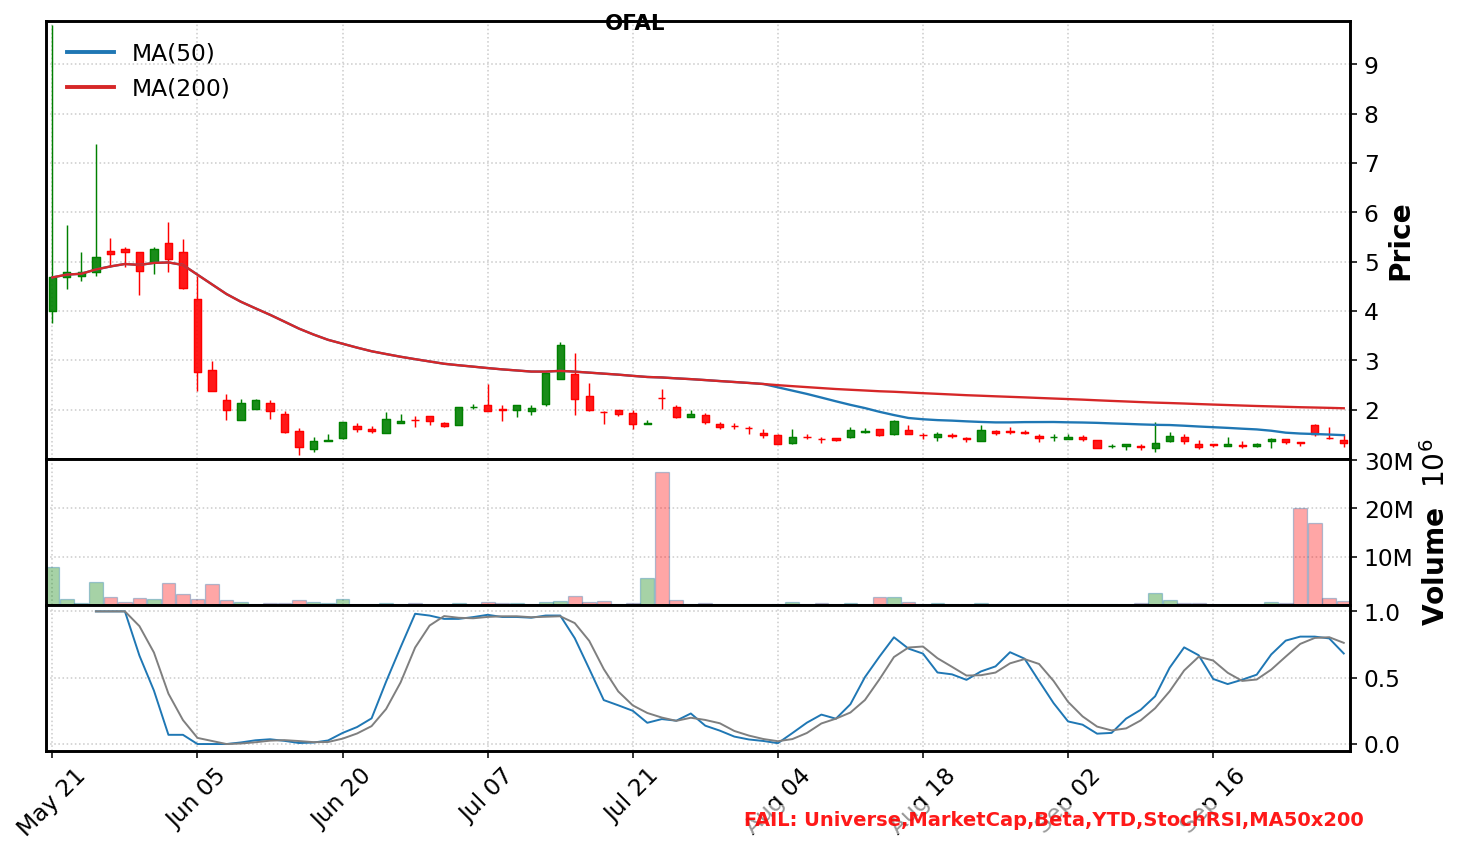 OFAL
MA(50)
MA(200)
9
8
7
6
5
4
3
2
Price
30M
20M
10M
Volume 10^6
1.0
0.5
0.0
May 21
Jun 05
Jun 20
Jul 07
Jul 21
Aug 04
Aug 18
Sep 02
Sep 16
FAIL: Universe,MarketCap,Beta,YTD,StochRSI,MA50x200